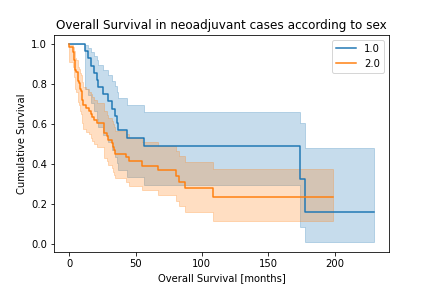 Overall Survival in neoadjuvant cases according to sex
1.0
2.0
1.0
0.8
0.6
0.4
0.2
0.0
Cumulative Survival
0 50 100 150 200
Overall Survival [months]